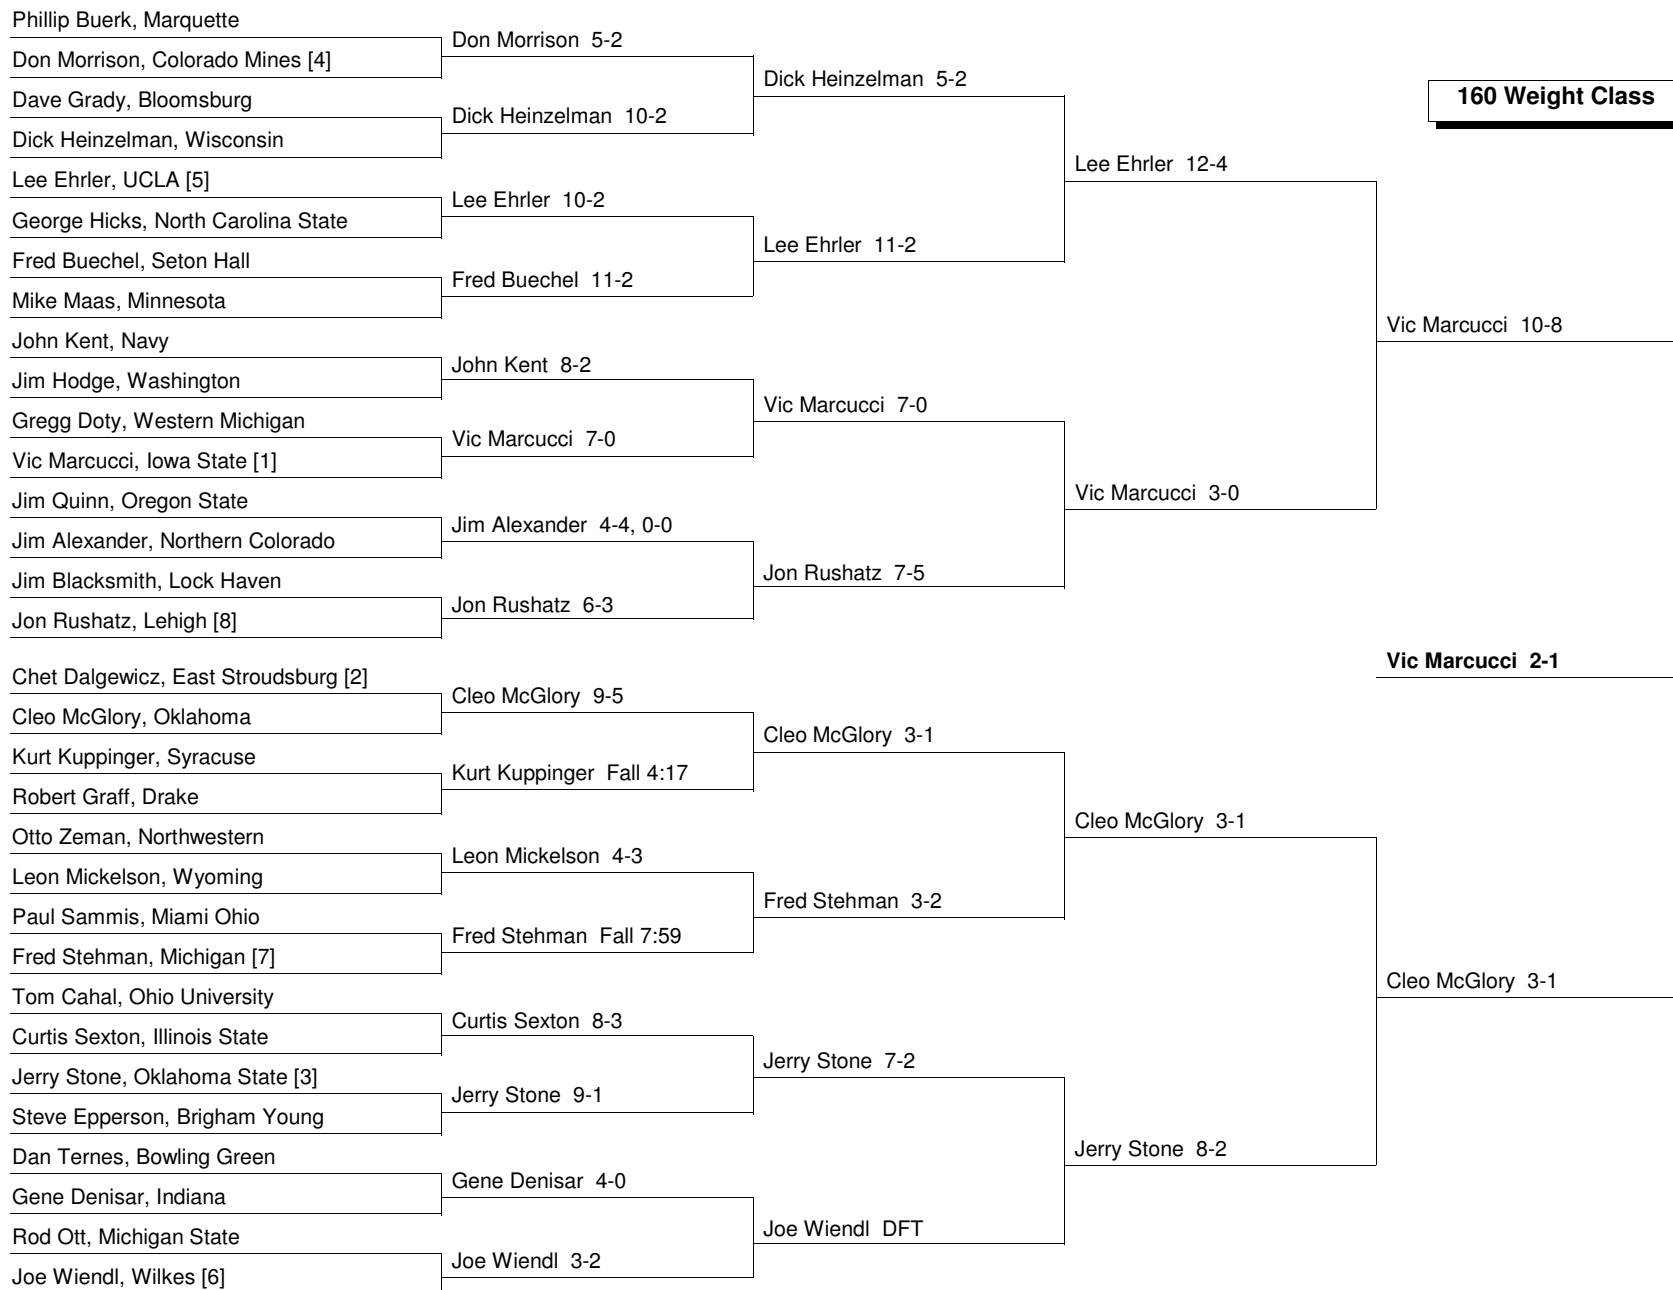 Phillip Buerk, Marquette
Don Morrison, Colorado Mines [4]
Dave Grady, Bloomsburg
Dick Heinzelman, Wisconsin
Lee Ehrler, UCLA [5]
George Hicks, North Carolina State
Fred Buechel, Seton Hall
Mike Maas, Minnesota
John Kent, Navy
Jim Hodge, Washington
Gregg Doty, Western Michigan
Vic Marcucci, Iowa State [1]
Jim Quinn, Oregon State
Jim Alexander, Northern Colorado
Jim Blacksmith, Lock Haven
Jon Rushatz, Lehigh [8]
Chet Dalgewicz, East Stroudsburg [2]
Cleo McGlory, Oklahoma
Kurt Kuppinger, Syracuse
Robert Graff, Drake
Otto Zeman, Northwestern
Leon Mickelson, Wyoming
Paul Sammis, Miami Ohio
Fred Stehman, Michigan [7]
Tom Cahal, Ohio University
Curtis Sexton, Illinois State
Jerry Stone, Oklahoma State [3]
Steve Epperson, Brigham Young
Dan Ternes, Bowling Green
Gene Denisar, Indiana
Rod Ott, Michigan State
Joe Wiendl, Wilkes [6]
Don Morrison 5-2
Dick Heinzelman 10-2
Lee Ehrler 10-2
Fred Buechel 11-2
John Kent 8-2
Vic Marcucci 7-0
Jim Alexander 4-4, 0-0
Jon Rushatz 6-3
Cleo McGlory 9-5
Kurt Kuppinger Fall 4:17
Leon Mickelson 4-3
Fred Stehman Fall 7:59
Curtis Sexton 8-3
Jerry Stone 9-1
Gene Denisar 4-0
Joe Wiendl 3-2
Dick Heinzelman 5-2
Lee Ehrler 11-2
Vic Marcucci 7-0
Jon Rushatz 7-5
Cleo McGlory 3-1
Fred Stehman 3-2
Jerry Stone 7-2
Joe Wiendl DFT
Lee Ehrler 12-4
Vic Marcucci 3-0
Cleo McGlory 3-1
Jerry Stone 8-2
160 Weight Class
Vic Marcucci 10-8
Vic Marcucci 2-1
Cleo McGlory 3-1